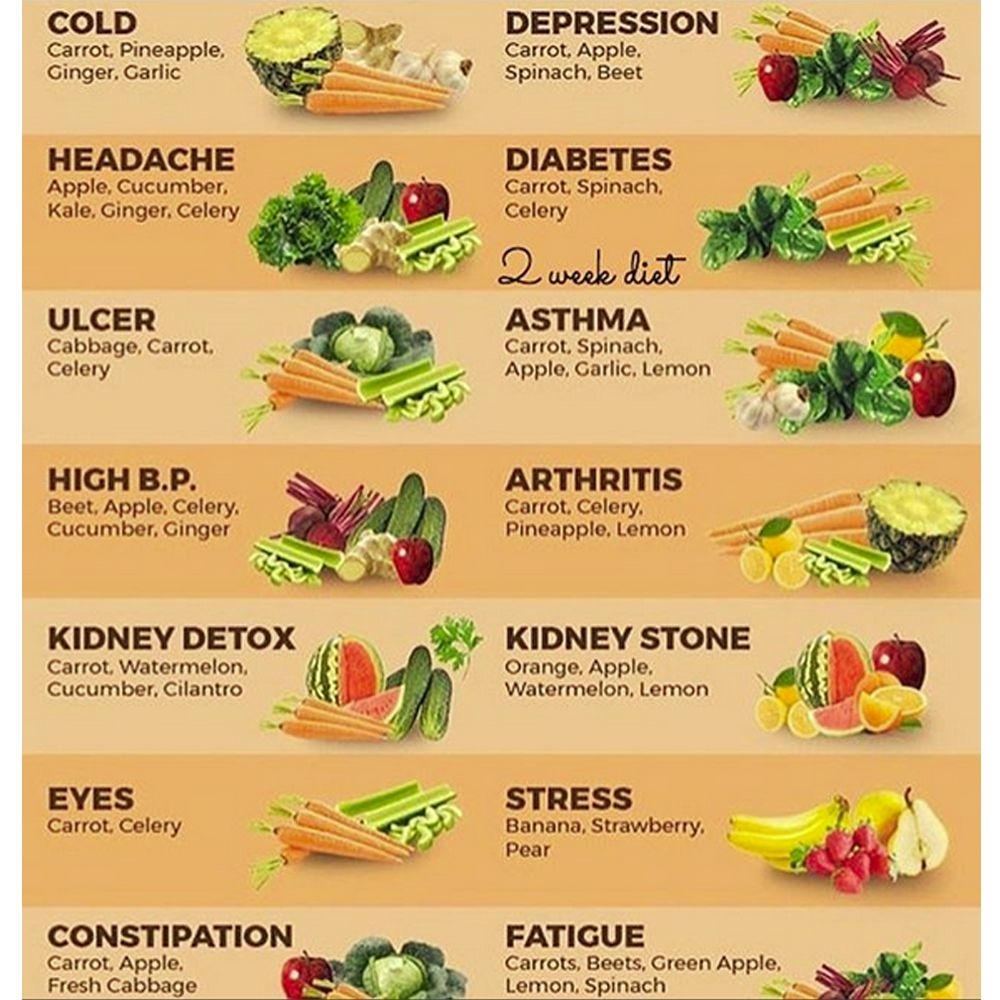 COLD
Carrot, Pineapple,
Ginger, Garlic
DEPRESSION
Carrot, Apple,
Spinach, Beet
HEADACHE
Apple, Cucumber,
Kale, Ginger, Celery
DIABETES
Carrot, Spinach,
Celery
2 week diet
ULCER
Cabbage, Carrot,
Celery
ASTHMA
Carrot, Spinach,
Apple, Garlic, Lemon
HIGH B.P.
Beet, Apple, Celery,
Cucumber, Ginger
ARTHRITIS
Carrot, Celery,
Pineapple, Lemon
KIDNEY DETOX
Carrot, Watermelon,
Cucumber, Cilantro
KIDNEY STONE
Orange, Apple,
Watermelon, Lemon
EYES
Carrot, Celery
STRESS
Banana, Strawberry,
Pear
CONSTIPATION
Carrot, Apple,
Fresh Cabbage
FATIGUE
Carrots, Beets, Green Apple,
Lemon, Spinach